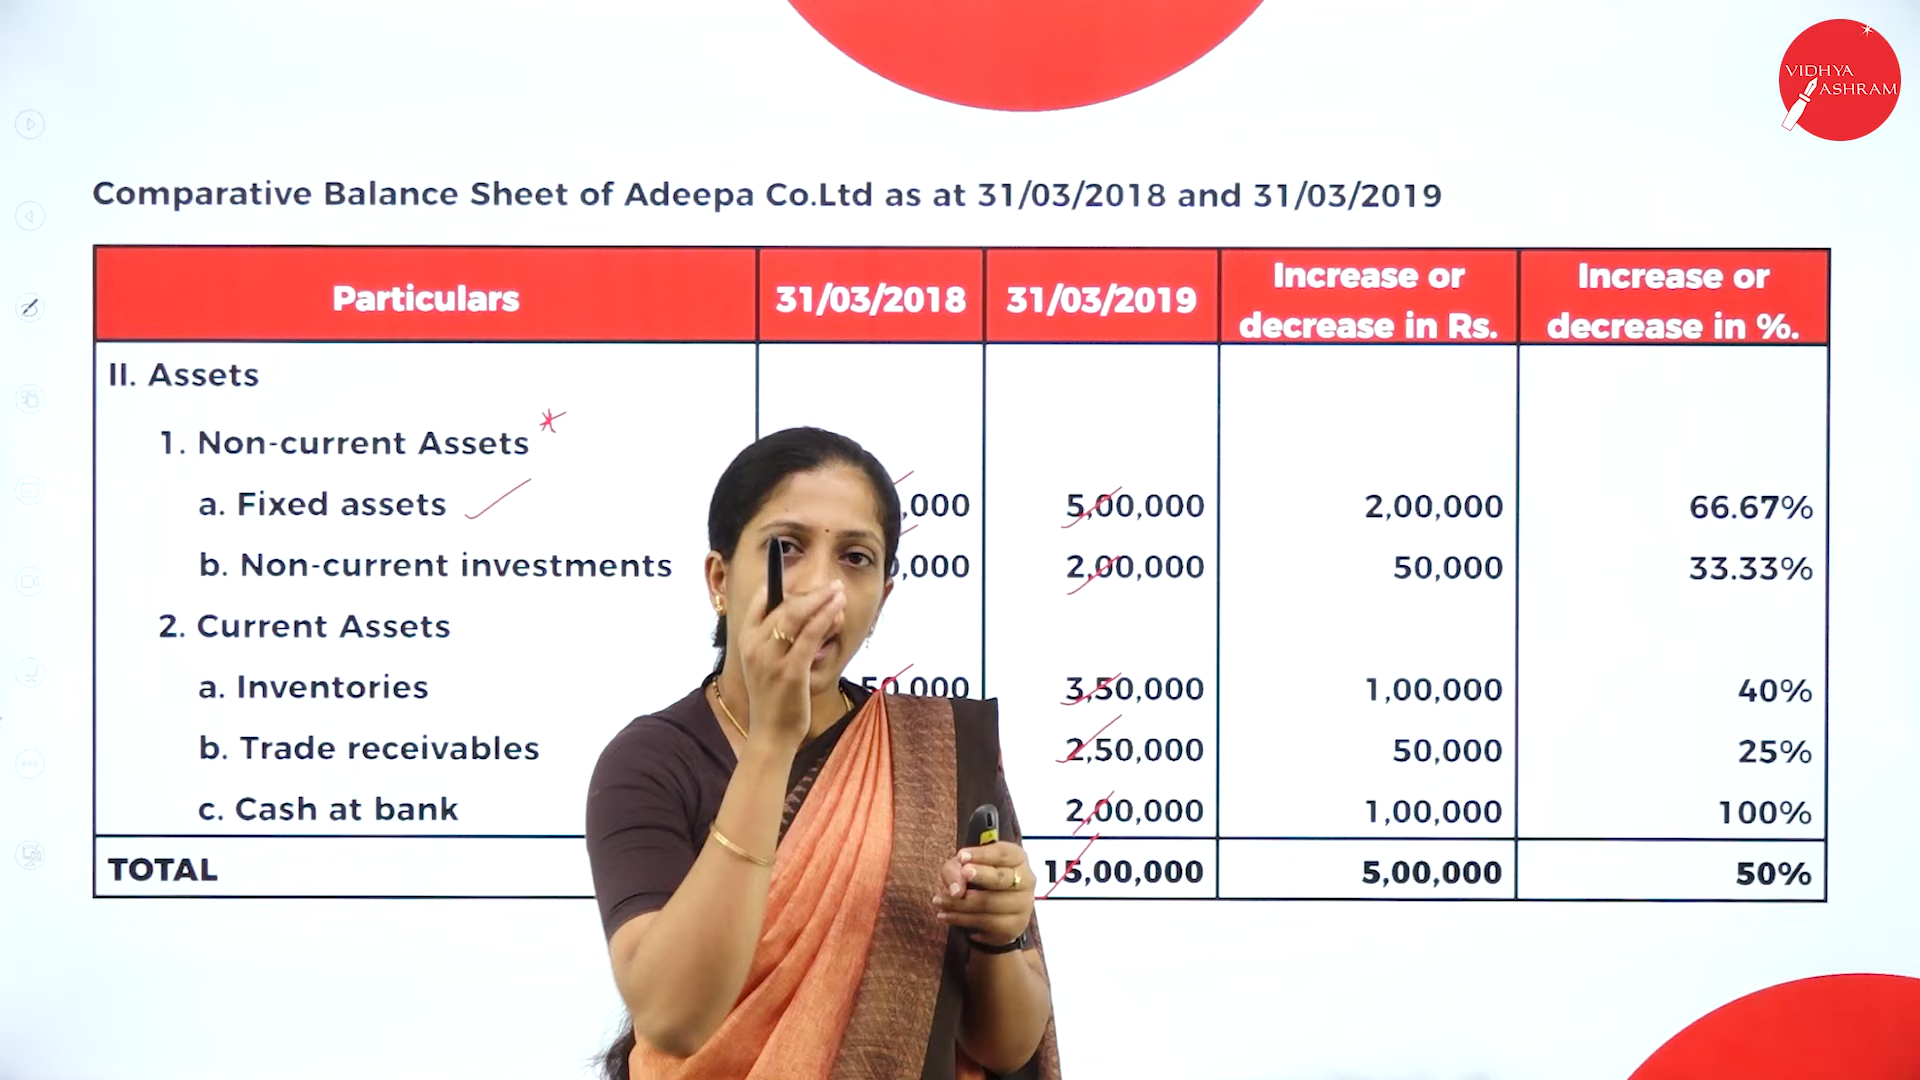 VIDHYA
ASHRAM
Comparative Balance Sheet of Adeepa Co.Ltd as at 31/03/2018 and 31/03/2019
Particulars 31/03/2018 31/03/2019 Increase or decrease in Rs. Increase or decrease in %.
II. Assets
1. Non-current Assets
a. Fixed assets ,000 5,00,000 2,00,000 66.67%
b. Non-current investments ,000 2,00,000 50,000 33.33%
2. Current Assets
a. Inventories 50,000 3,50,000 1,00,000 40%
b. Trade receivables 2,50,000 50,000 25%
c. Cash at bank 2,00,000 1,00,000 100%
TOTAL 15,00,000 5,00,000 50%